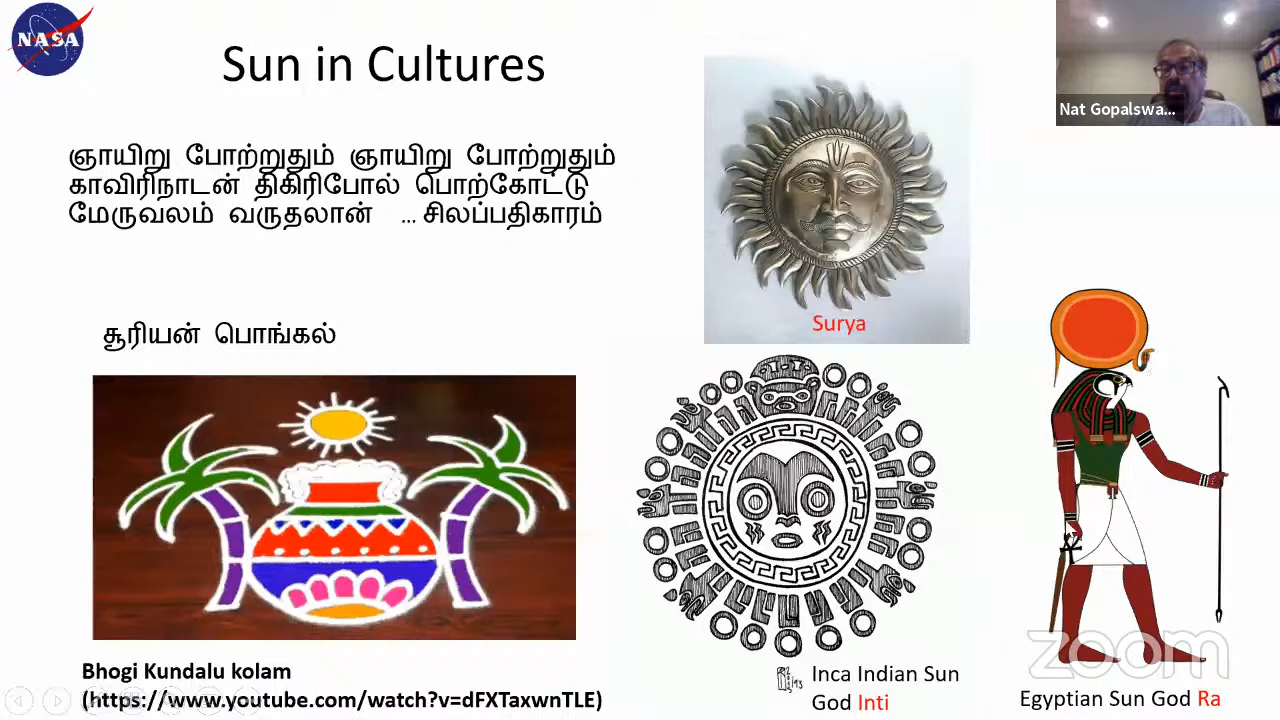 NASA
Sun in Cultures
Nat Gopalswa...
ஞாயிறு போற்றுதும் ஞாயிறு போற்றுதும்
காவிரிநாடன் திகிரிபோல் பொற்கோட்டு
மேருவலம் வருதலான் ... சிலப்பதிகாரம்
Surya
சூரியன் பொங்கல்
Bhogi Kundalu kolam
(https://www.youtube.com/watch?v=dFXTaxwnTLE)
Inca Indian Sun
God Inti
Egyptian Sun God Ra
zoom